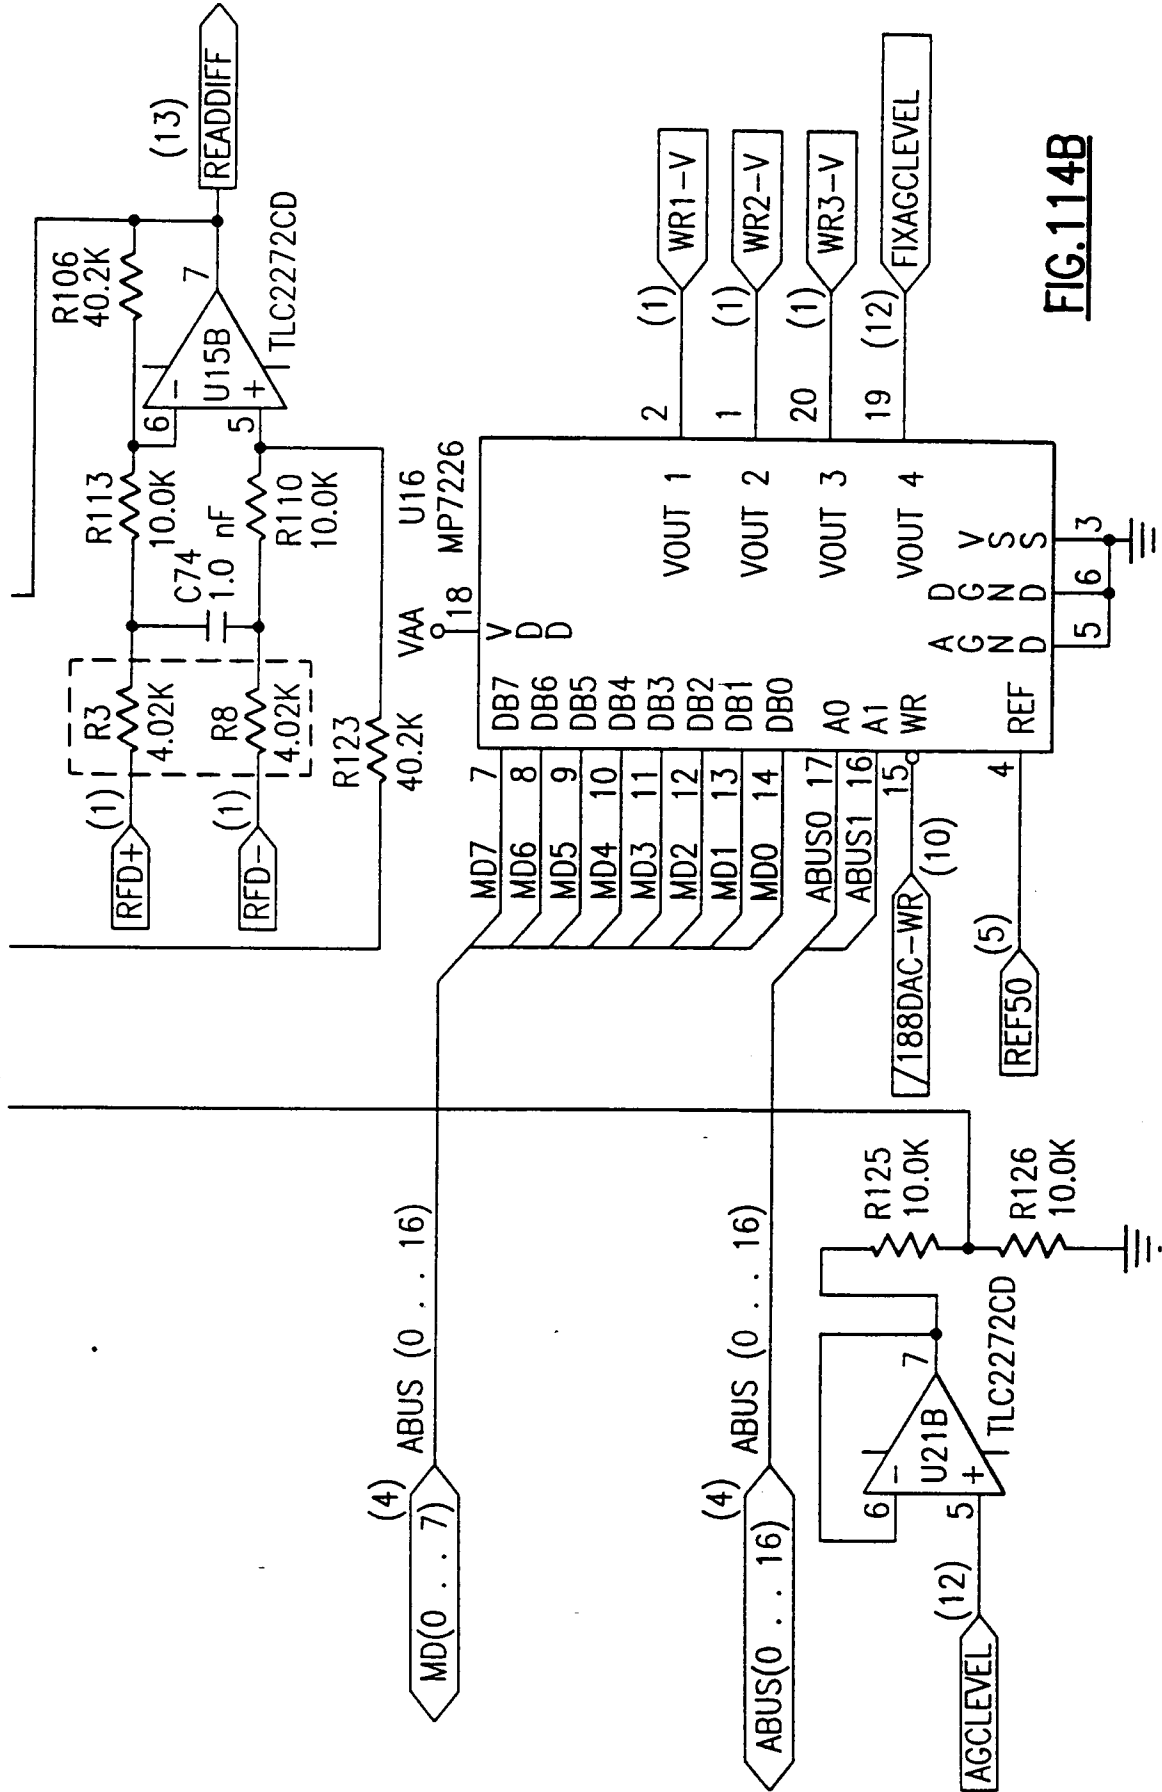 (13)
READDIFF
R106
40.2K
7
U15B
TLC2272CD
6
-
5
+
R113
10.0K
C74
1.0 nF
R110
10.0K
R3
4.02K
R8
4.02K
(1)
RFD+
(1)
RFD-
R123
40.2K
U16
MP7226
VAA
18
VDD
MD7 7 DB7
MD6 8 DB6
MD5 9 DB5
MD4 10 DB4
MD3 11 DB3
MD2 12 DB2
MD1 13 DB1
MD0 14 DB0
ABUS0 17 A0
ABUS1 16 A1
/188DAC-WR (10) 15 WR
REF50 (5) 4 REF
VOUT 1 2 (1) WR1-V
VOUT 2 1 (1) WR2-V
VOUT 3 20 (1) WR3-V
VOUT 4 19 (12) FIXAGCLEVEL
AGND
DGND
VSS
5 6 3
MD(0 . . 7) (4) ABUS (0 . . 16)
ABUS(0 . . 16) (4) ABUS (0 . . 16)
AGCLEVEL (12)
6
-
5
+
U21B
7
TLC2272CD
R125
10.0K
R126
10.0K
FIG.114B